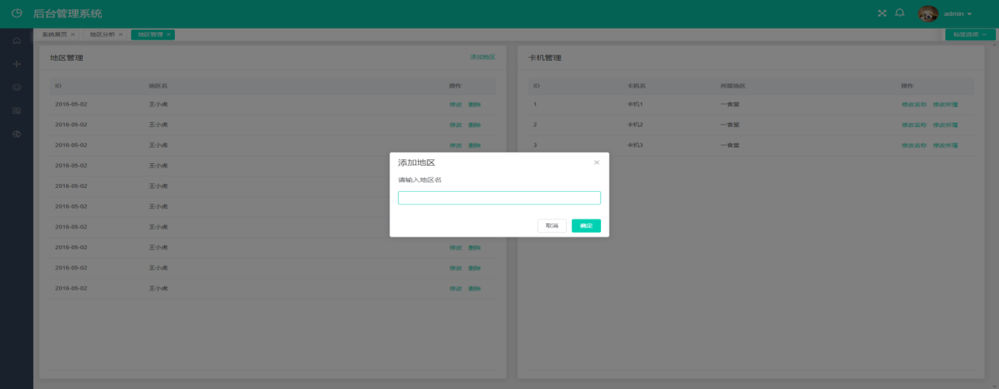 后台管理系统
admin
系统首页 × 地区分析 × 地区管理 ×
标签选项
地区管理 添加地区
ID 地区名 操作
2016-05-02 王小虎 修改 删除
2016-05-02 王小虎 修改 删除
2016-05-02 王小虎 修改 删除
2016-05-02 王小虎
2016-05-02 王小虎
2016-05-02 王小虎
2016-05-02 王小虎
2016-05-02 王小虎 修改 删除
2016-05-02 王小虎 修改 删除
2016-05-02 王小虎 修改 删除
卡机管理
ID 卡机名 所属地区 操作
1 卡机1 一食堂 修改名称 修改所属
2 卡机2 一食堂 修改名称 修改所属
3 卡机3 一食堂 修改名称 修改所属
添加地区 ×
请输入地区名
取消 确定